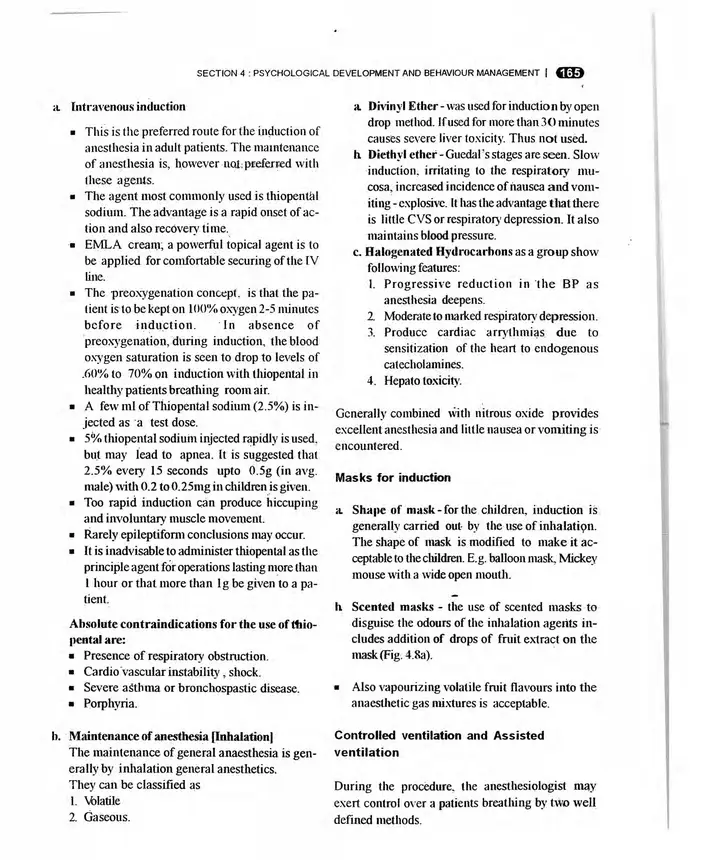 SECTION 4 : PSYCHOLOGICAL DEVELOPMENT AND BEHAVIOUR MANAGEMENT | 165
a. Intravenous induction
■ This is the preferred route for the induction of
anesthesia in adult patients. The maintenance
of anesthesia is, however not preferred with
these agents.
■ The agent most commonly used is thiopental
sodium. The advantage is a rapid onset of ac-
tion and also recovery time.
■ EMLA cream, a powerful topical agent is to
be applied for comfortable securing of the IV
line.
■ The preoxygenation concept, is that the pa-
tient is to be kept on 100% oxygen 2-5 minutes
before induction. In absence of
preoxygenation, during induction, the blood
oxygen saturation is seen to drop to levels of
60% to 70% on induction with thiopental in
healthy patients breathing room air.
■ A few ml of Thiopental sodium (2.5%) is in-
jected as a test dose.
■ 5% thiopental sodium injected rapidly is used,
but may lead to apnea. It is suggested that
2.5% every 15 seconds upto 0.5g (in avg.
male) with 0.2 to 0.25mg in children is given.
■ Too rapid induction can produce hiccuping
and involuntary muscle movement.
■ Rarely epileptiform conclusions may occur.
■ It is inadvisable to administer thiopental as the
principle agent for operations lasting more than
1 hour or that more than 1g be given to a pa-
tient.
Absolute contraindications for the use of thio-
pental are:
■ Presence of respiratory obstruction.
■ Cardio vascular instability , shock.
■ Severe asthma or bronchospastic disease.
■ Porphyria.
b. Maintenance of anesthesia [Inhalation]
The maintenance of general anaesthesia is gen-
erally by inhalation general anesthetics.
They can be classified as
1. Volatile
2. Gaseous.
a. Divinyl Ether - was used for induction by open
drop method. If used for more than 30 minutes
causes severe liver toxicity. Thus not used.
b. Diethyl ether - Guedal's stages are seen. Slow
induction, irritating to the respiratory mu-
cosa, increased incidence of nausea and vom-
iting - explosive. It has the advantage that there
is little CVS or respiratory depression. It also
maintains blood pressure.
c. Halogenated Hydrocarbons as a group show
following features:
1. Progressive reduction in the BP as
anesthesia deepens.
2. Moderate to marked respiratory depression.
3. Produce cardiac arrythmias due to
sensitization of the heart to endogenous
catecholamines.
4. Hepato toxicity.
Generally combined with nitrous oxide provides
excellent anesthesia and little nausea or vomiting is
encountered.
Masks for induction
a. Shape of mask - for the children, induction is
generally carried out by the use of inhalation.
The shape of mask is modified to make it ac-
ceptable to the children. E.g. balloon mask, Mickey
mouse with a wide open mouth.
b. Scented masks - the use of scented masks to
disguise the odours of the inhalation agents in-
cludes addition of drops of fruit extract on the
mask (Fig. 4.8a).
■ Also vapourizing volatile fruit flavours into the
anaesthetic gas mixtures is acceptable.
Controlled ventilation and Assisted
ventilation
During the procedure, the anesthesiologist may
exert control over a patients breathing by two well
defined methods.